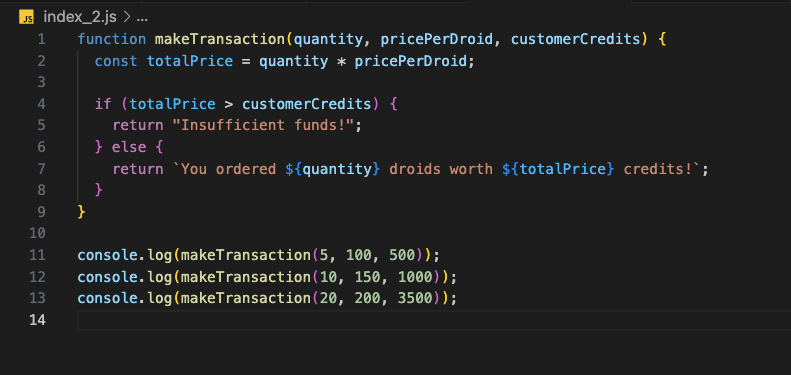 JS index_2.js > ...
1 function makeTransaction(quantity, pricePerDroid, customerCredits) {
2   const totalPrice = quantity * pricePerDroid;
3
4   if (totalPrice > customerCredits) {
5     return "Insufficient funds!";
6   } else {
7     return `You ordered ${quantity} droids worth ${totalPrice} credits!`;
8   }
9 }
10
11 console.log(makeTransaction(5, 100, 500));
12 console.log(makeTransaction(10, 150, 1000));
13 console.log(makeTransaction(20, 200, 3500));
14